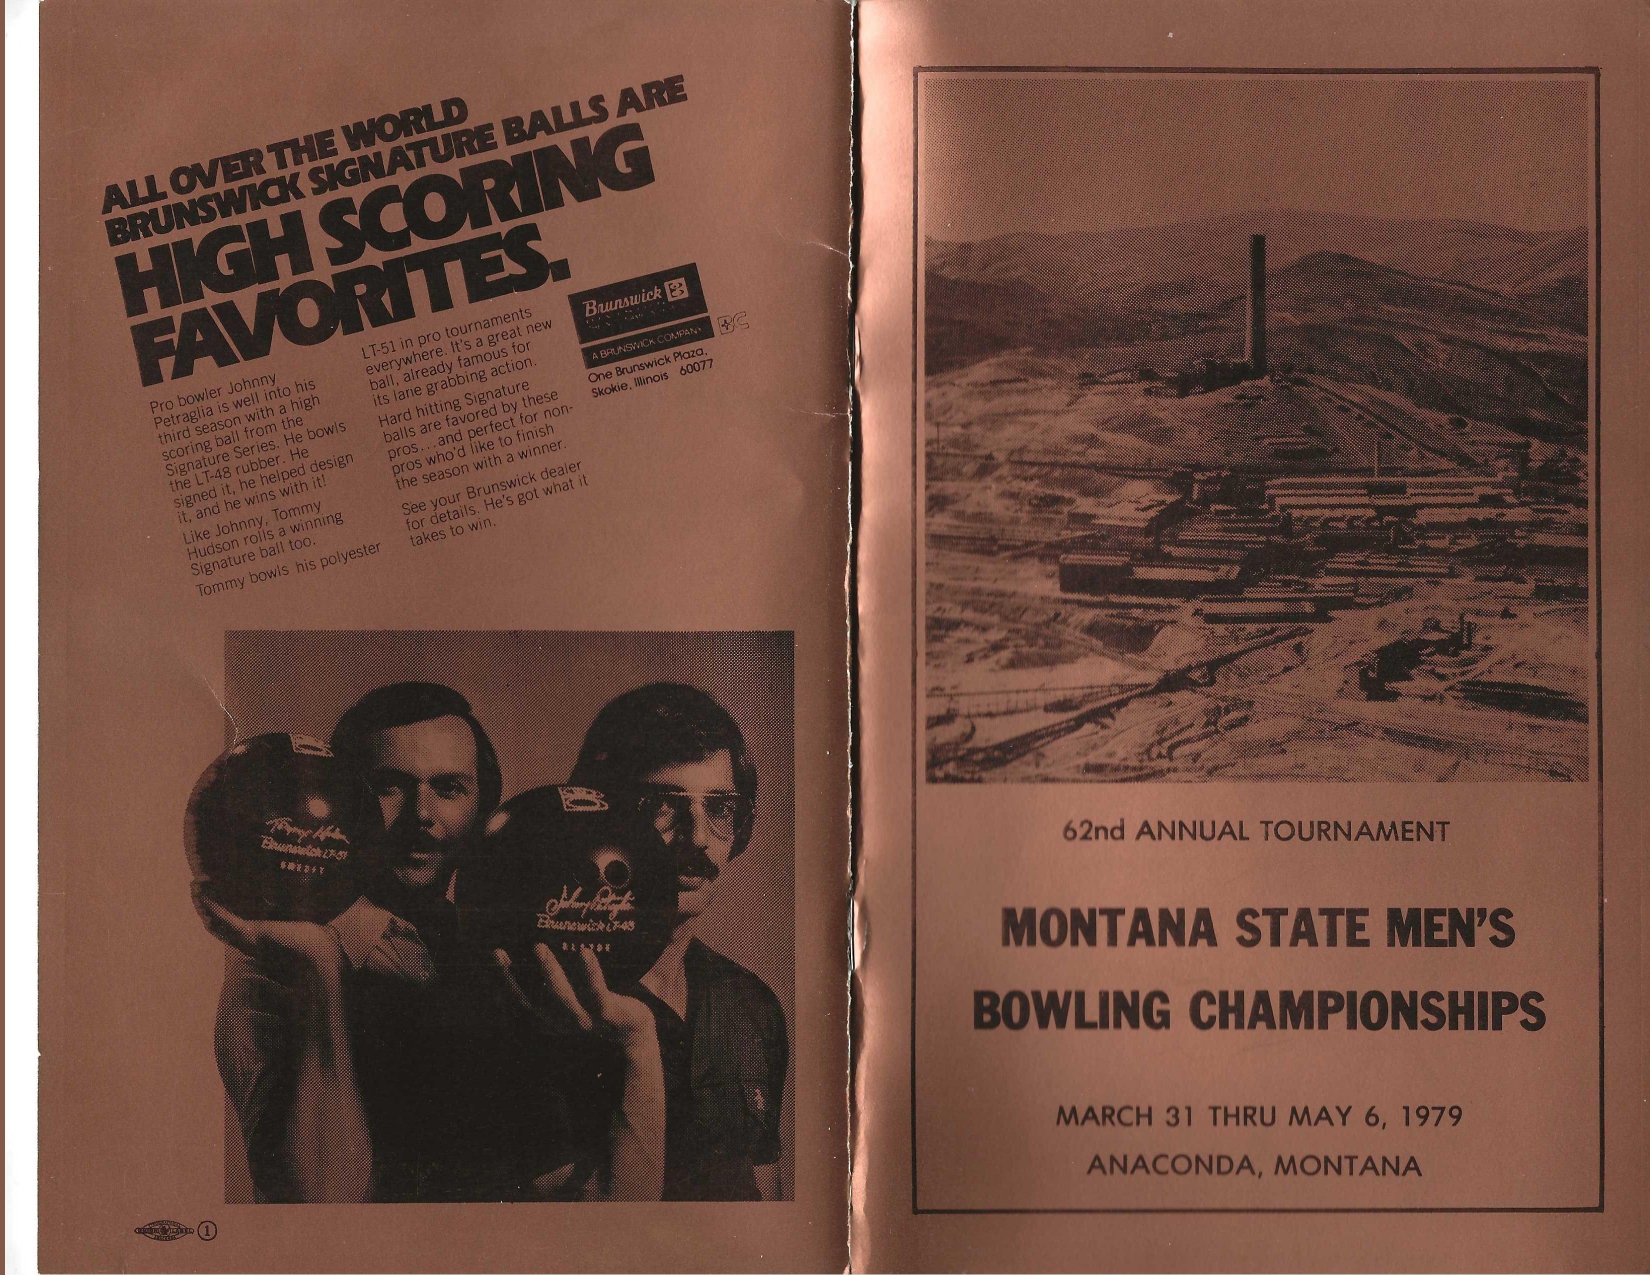 ALL OVER THE WORLD
BRUNSWICK SIGNATURE BALLS ARE
HIGH SCORING
FAVORITES.
Pro bowler Johnny
Petraglia is well into his
third season with a high
scoring ball from the
Signature Series. He bowls
the LT-48 rubber. He
signed it, he helped design
it, and he wins with it!
Like Johnny, Tommy
Hudson rolls a winning
Signature ball too.
Tommy bowls his polyester
LT-51 in pro tournaments
everywhere. It's a great new
ball, already famous for
its lane grabbing action.
Hard hitting Signature
balls are favored by these
pros...and perfect for non-
pros who'd like to finish
the season with a winner.
See your Brunswick dealer
for details. He's got what it
takes to win.
Brunswick
A BRUNSWICK COMPANY
One Brunswick Plaza,
Skokie, Illinois 60077
Brunswick LT-51
Johnny Petraglia
Brunswick LT-48
1
62nd ANNUAL TOURNAMENT
MONTANA STATE MEN'S
BOWLING CHAMPIONSHIPS
MARCH 31 THRU MAY 6, 1979
ANACONDA, MONTANA